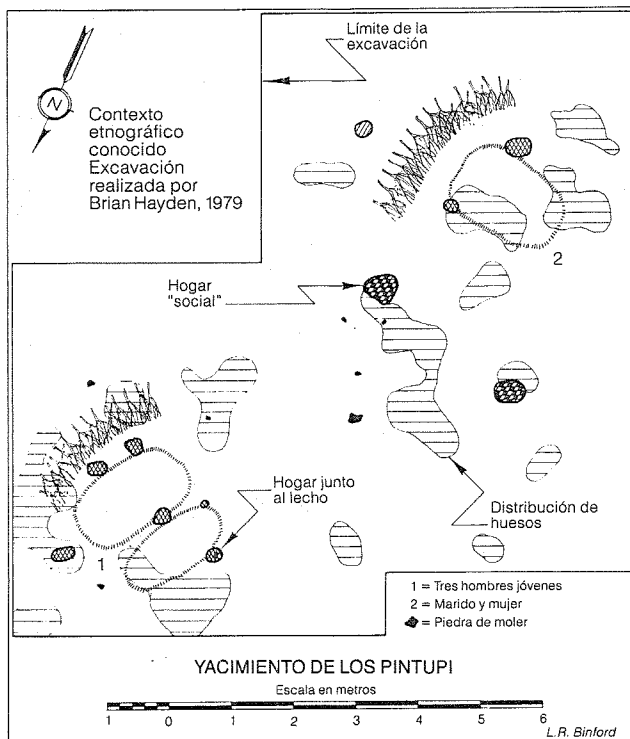 Límite de la
excavación
N
Contexto
etnográfico
conocido
Excavación
realizada por
Brian Hayden, 1979
2
Hogar
"social"
Hogar junto
al lecho
Distribución de
huesos
1
1 = Tres hombres jóvenes
2 = Marido y mujer
= Piedra de moler
YACIMIENTO DE LOS PINTUPI
Escala en metros
1 0 1 2 3 4 5 6
L.R. Binford